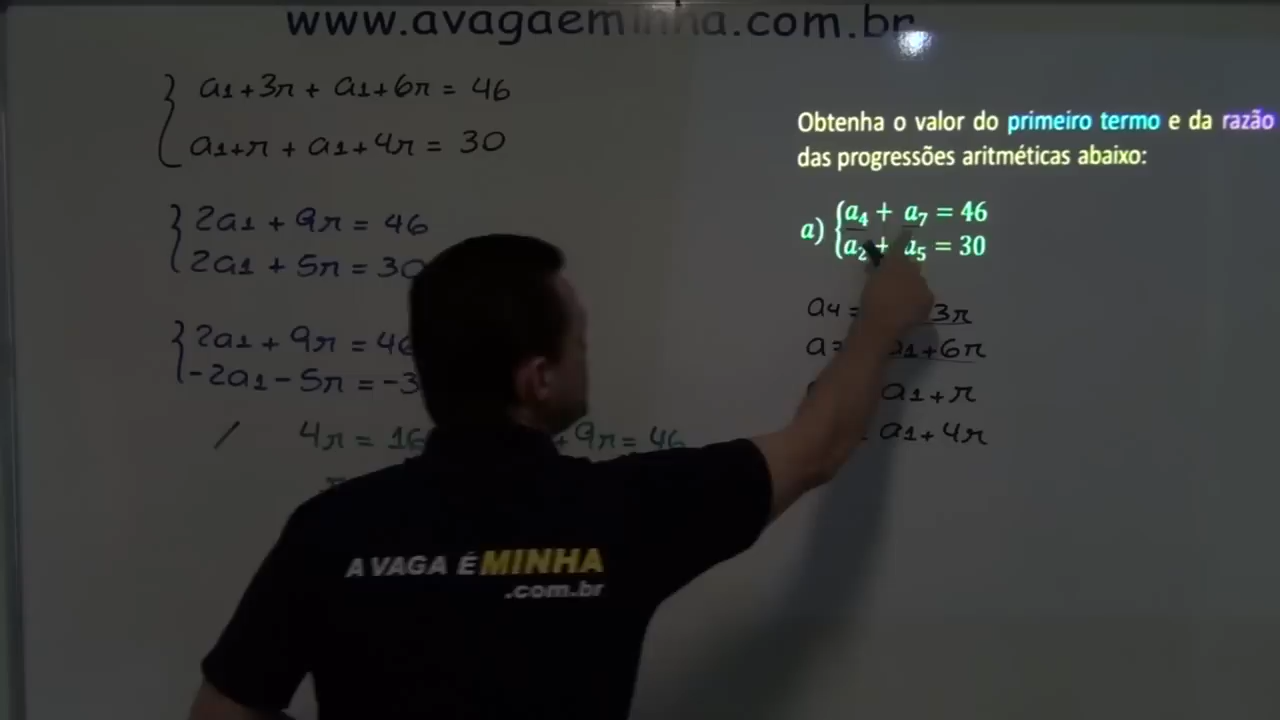 www.avagaeminha.com.br
a1+3r + a1+6r = 46
a1+r + a1+4r = 30
2a1 + 9r = 46
2a1 + 5r = 30
2a1 + 9r = 46
-2a1 - 5r = -3
/ 4r = 16
+ 9r = 46
Obtenha o valor do primeiro termo e da razão
das progressões aritméticas abaixo:
a) { a4 + a7 = 46
a2 + a5 = 30
a4 = 3r
a1+6r
a1+r
a1+4r
A VAGA É MINHA
.com.br